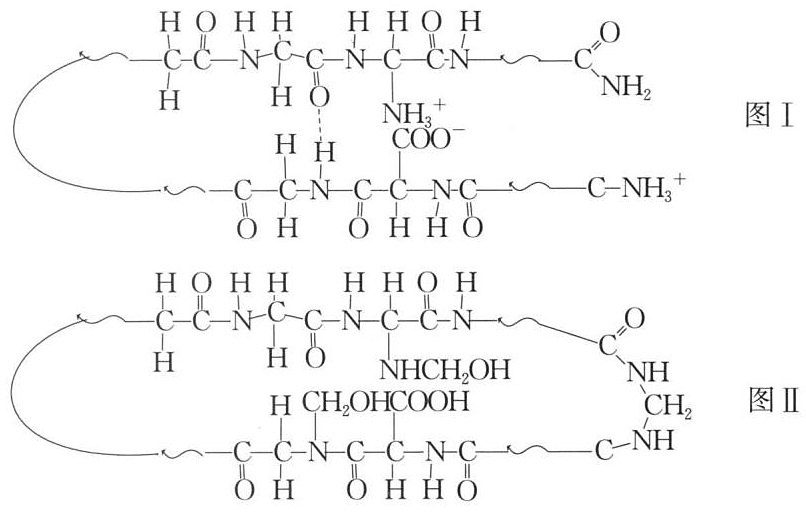 H O H H H H O H O
C C N C C N C C N C
H H O NH₃⁺ NH₂
图Ⅰ
H H COO⁻
C C N C C N C C NH₃⁺
O H O H H O
H O H H H H O H O
C C N C C N C C N C
H H O NHCH₂OH NH
图Ⅱ
H CH₂OH COOH CH₂
C C N C C N C C NH
O H O H H O